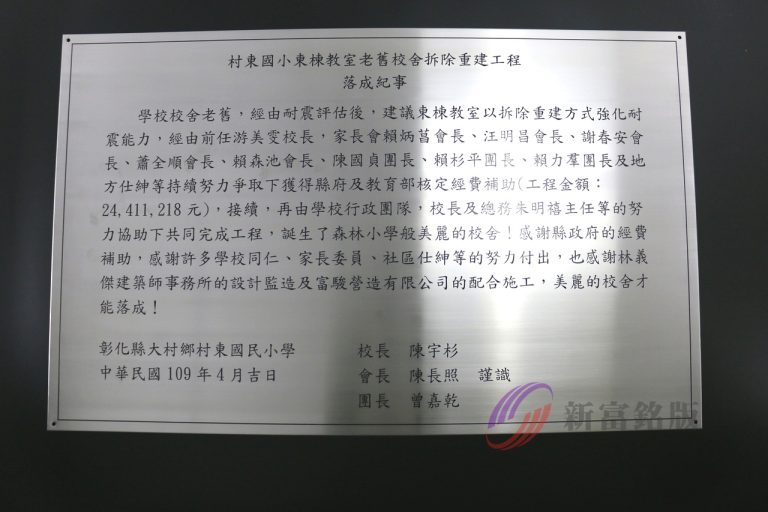 村東國小東棟教室老舊校舍拆除重建工程
落成紀事
學校校舍老舊，經由耐震評估後，建議東棟教室以拆除重建方式強化耐
震能力，經由前任游美雯校長，家長會賴炳菖會長、汪明昌會長、謝春安會
長、蕭全順會長、賴森池會長、陳國貞團長、賴杉平團長、賴力羣團長及地
方仕紳等持續努力爭取下獲得縣府及教育部核定經費補助(工程金額：
24,411,218 元)，接續，再由學校行政團隊，校長及總務朱明禧主任等的努
力協助下共同完成工程，誕生了森林小學般美麗的校舍！感謝縣政府的經費
補助，感謝許多學校同仁、家長委員、社區仕紳等的努力付出，也感謝林義
傑建築師事務所的設計監造及富駿營造有限公司的配合施工，美麗的校舍才
能落成！
彰化縣大村鄉村東國民小學 校長 陳宇杉
中華民國 109 年 4 月吉日 會長 陳長照 謹識
團長 曾嘉乾
新富銘版